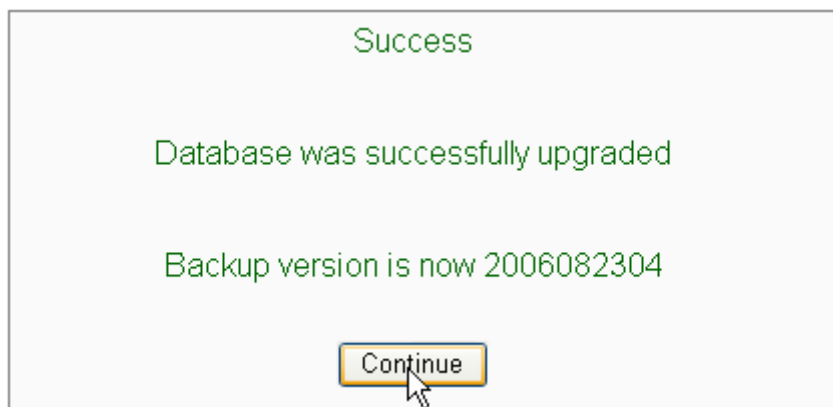 Success
Database was successfully upgraded
Backup version is now 2006082304
Continue